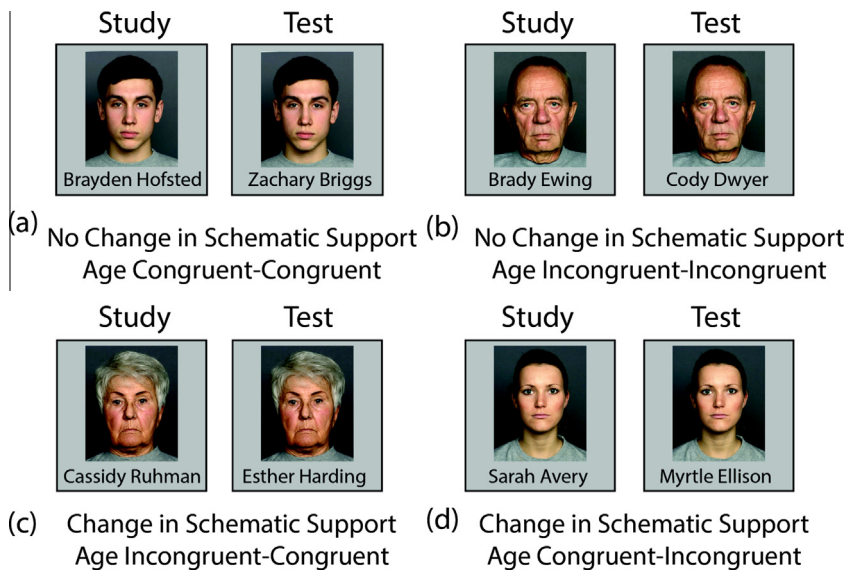 Study Test
Brayden Hofsted Zachary Briggs
(a) No Change in Schematic Support
Age Congruent-Congruent
Study Test
Brady Ewing Cody Dwyer
(b) No Change in Schematic Support
Age Incongruent-Incongruent
Study Test
Cassidy Ruhman Esther Harding
(c) Change in Schematic Support
Age Incongruent-Congruent
Study Test
Sarah Avery Myrtle Ellison
(d) Change in Schematic Support
Age Congruent-Incongruent